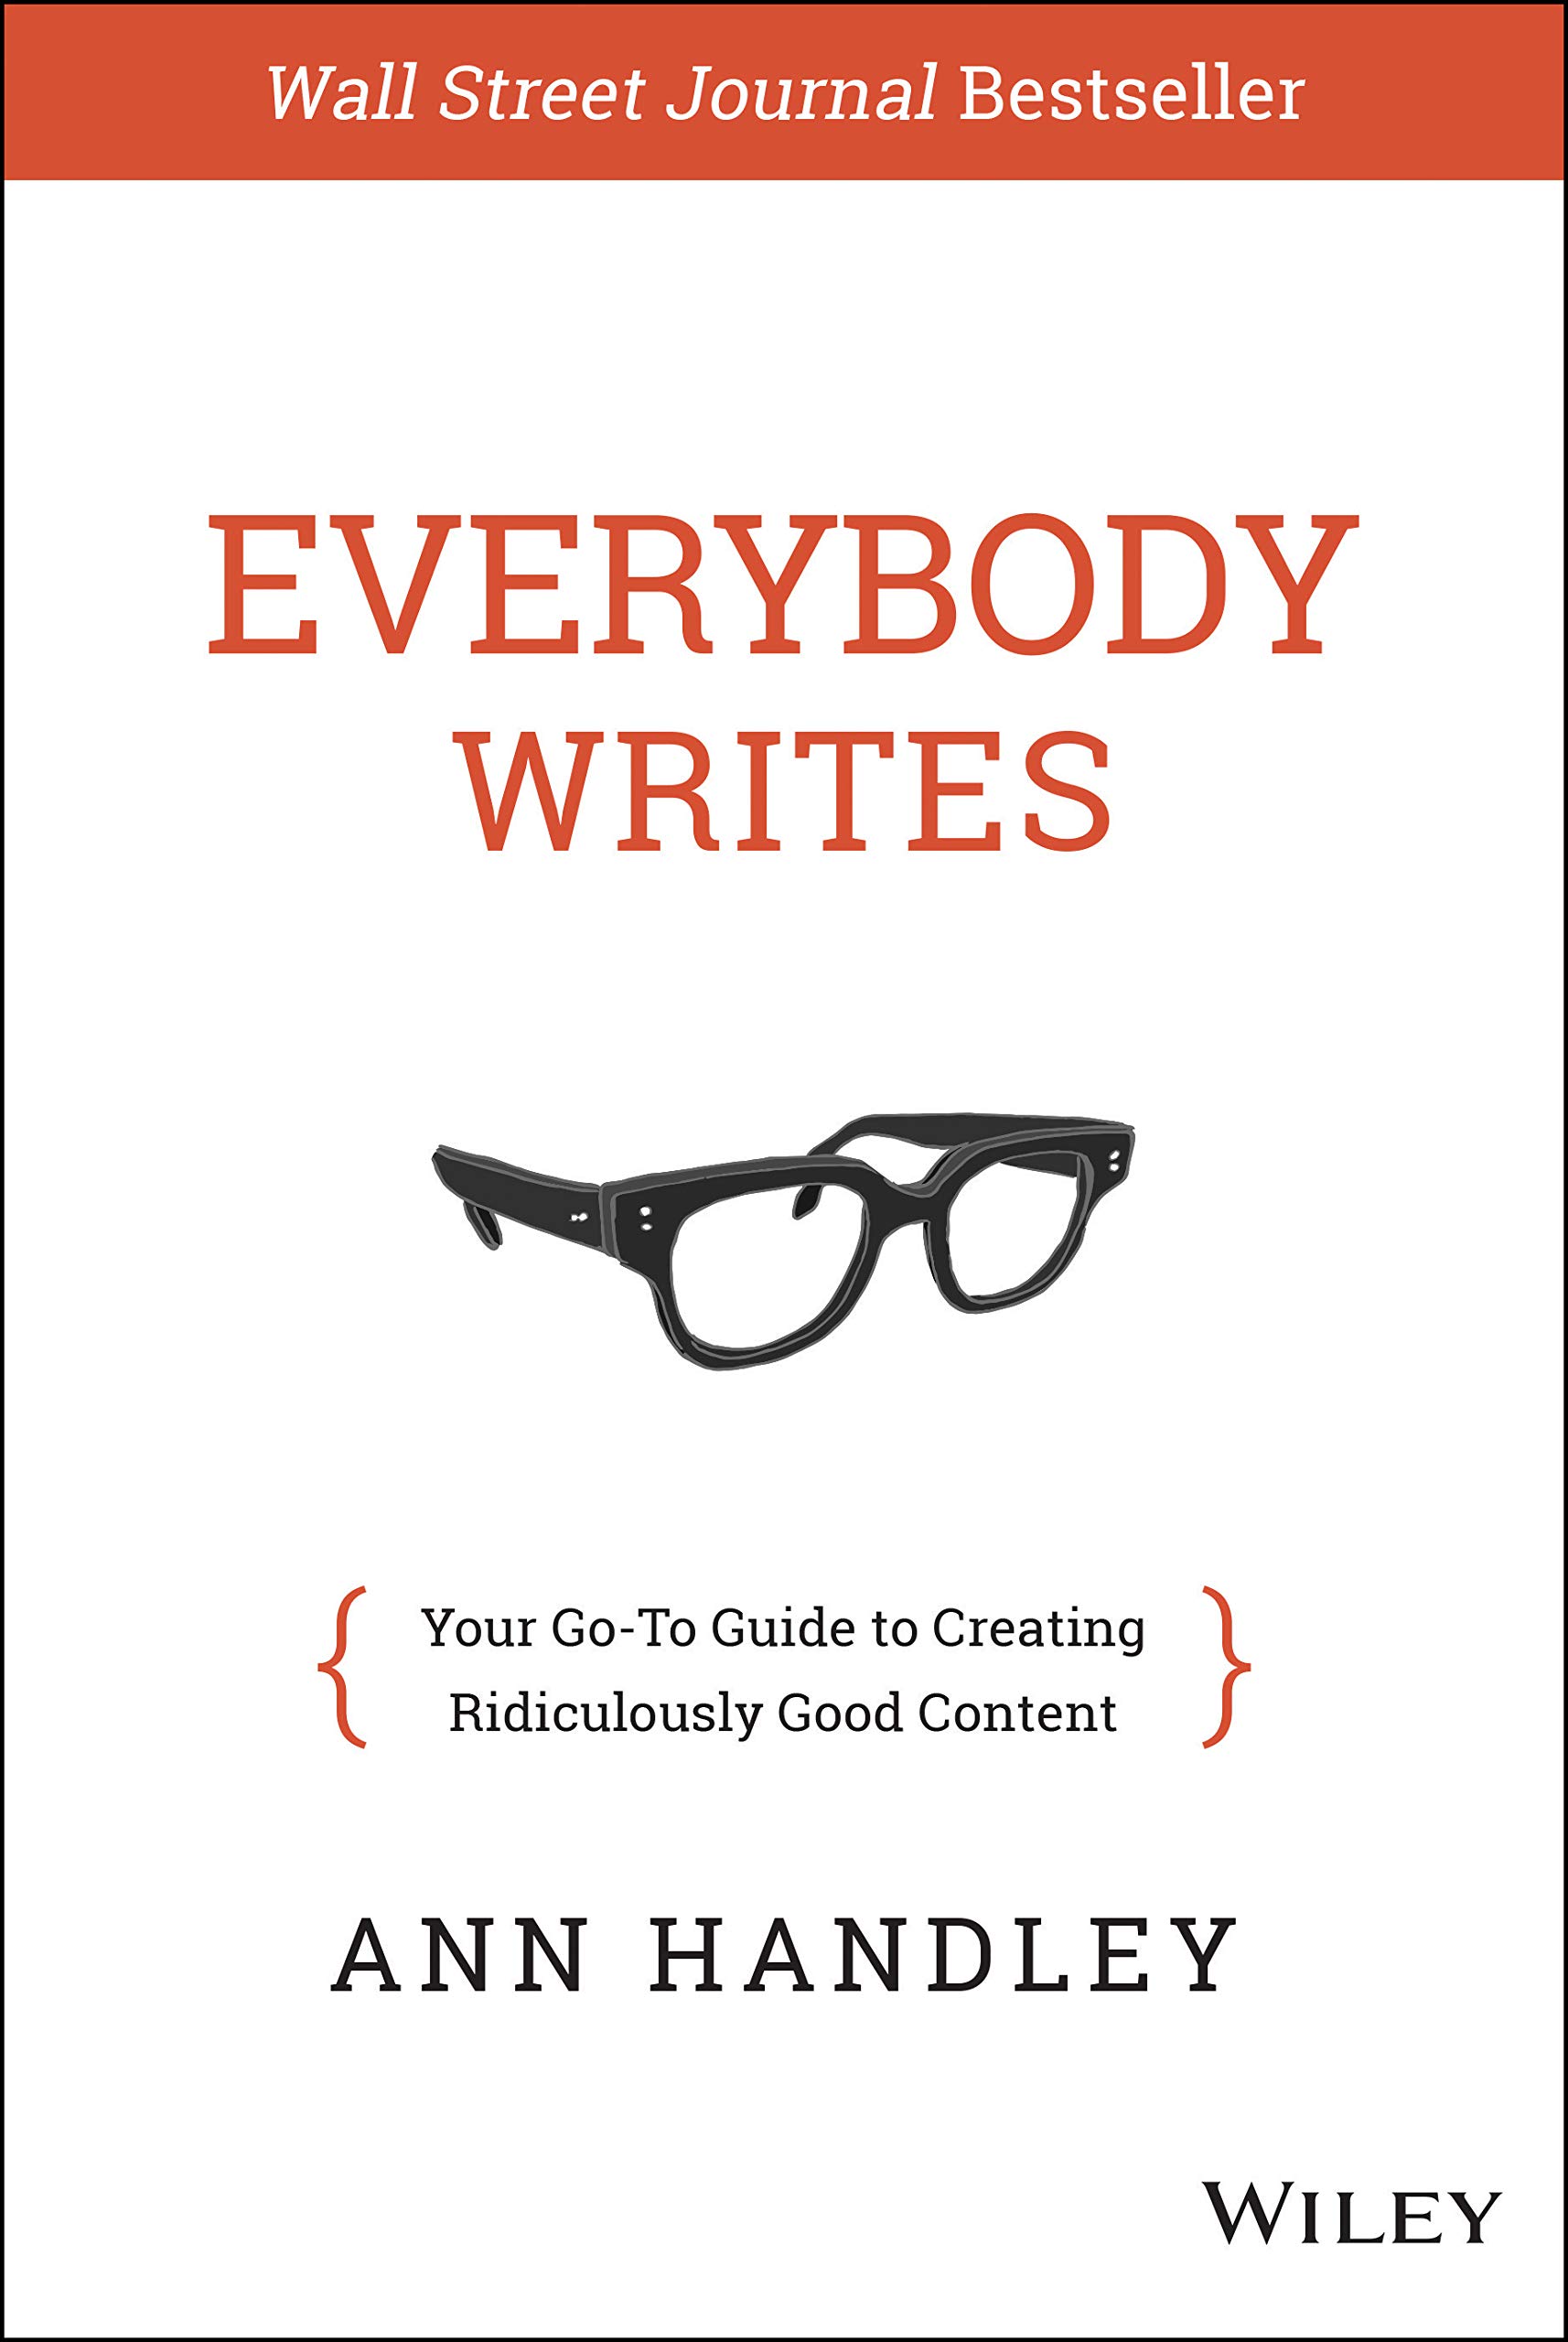 Wall Street Journal Bestseller
EVERYBODY
WRITES
{ Your Go-To Guide to Creating
Ridiculously Good Content }
ANN HANDLEY
WILEY